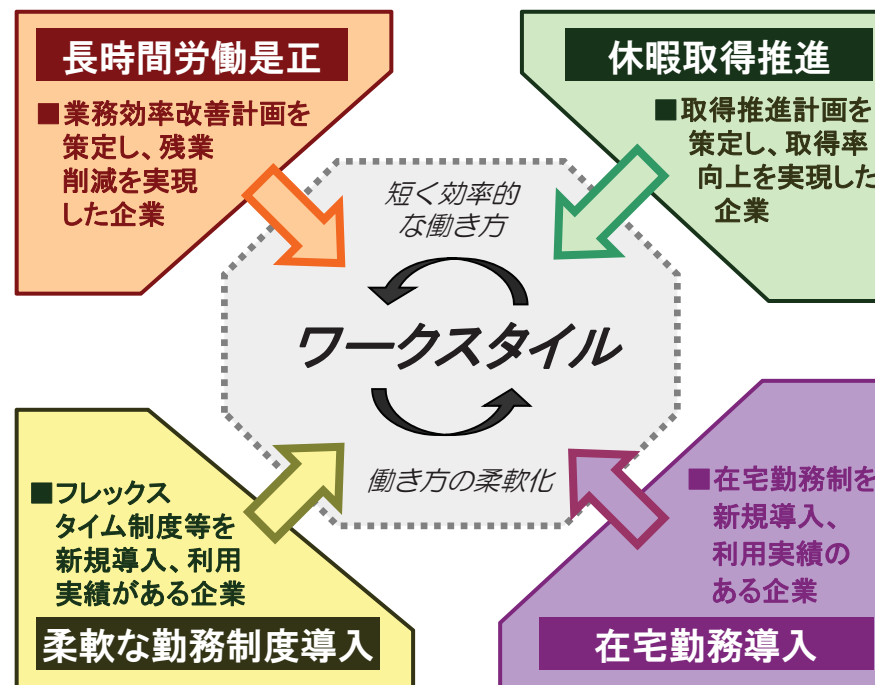 長時間労働是正
■業務効率改善計画を
策定し、残業
削減を実現
した企業
休暇取得推進
■取得推進計画を
策定し、取得率
向上を実現した
企業
短く効率的
な働き方
ワークスタイル
働き方の柔軟化
■フレックス
タイム制度等を
新規導入、利用
実績がある企業
柔軟な勤務制度導入
■在宅勤務制を
新規導入、
利用実績の
ある企業
在宅勤務導入